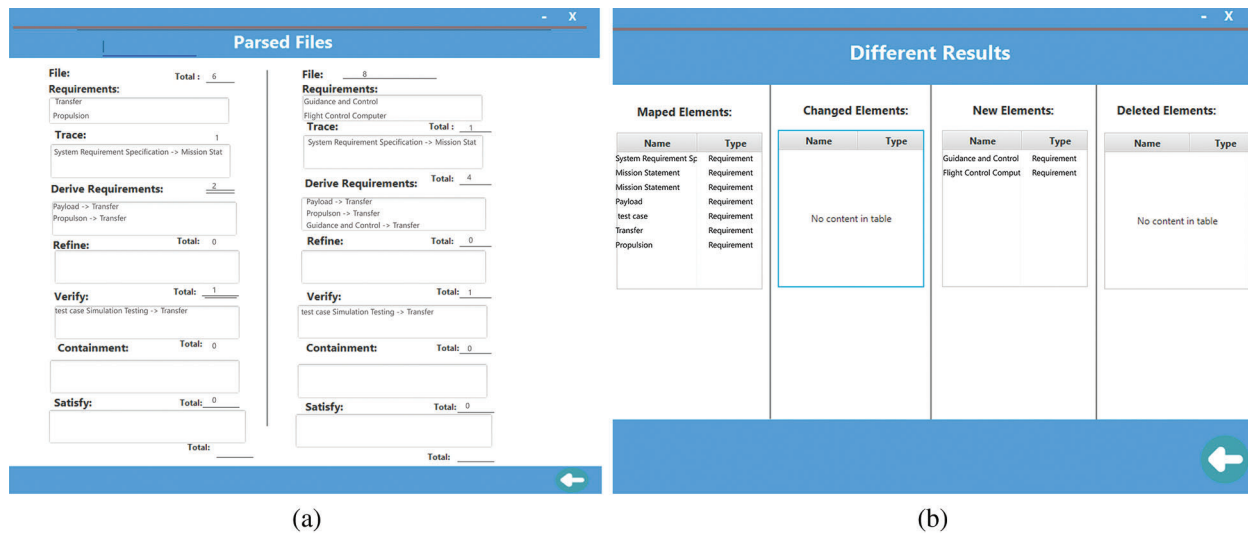 - X
Parsed Files
File:
Total : 6
Requirements:
Transfer
Propulsion
Trace:
1
System Requirement Specification -> Mission Stat
Derive Requirements:
2
Payload -> Transfer
Propulson -> Transfer
Refine:
Total: 0
Total: 1
Verify:
test case Simulation Testing -> Transfer
Containment:
Total: 0
Satisfy:
Total: 0
Total:
File: 8
Requirements:
Guidance and Control
Flight Control Computer
Trace:
Total : 1
System Requirement Specification -> Mission Stat
Derive Requirements:
Total: 4
Payload -> Transfer
Propulson -> Transfer
Guidance and Control -> Transfer
Refine:
Total: 0
Total: 1
Verify:
test case Simulation Testing -> Transfer
Containment:
Total: 0
Satisfy:
Total: 0
Total:
(a)
- X
Different Results
Maped Elements:
Name Type
System Requirement Sp Requirement
Mission Statement Requirement
Mission Statement Requirement
Payload Requirement
test case Requirement
Transfer Requirement
Propulsion Requirement
Changed Elements:
Name Type
No content in table
New Elements:
Name Type
Guidance and Control Requirement
Flight Control Comput Requirement
Deleted Elements:
Name Type
No content in table
(b)